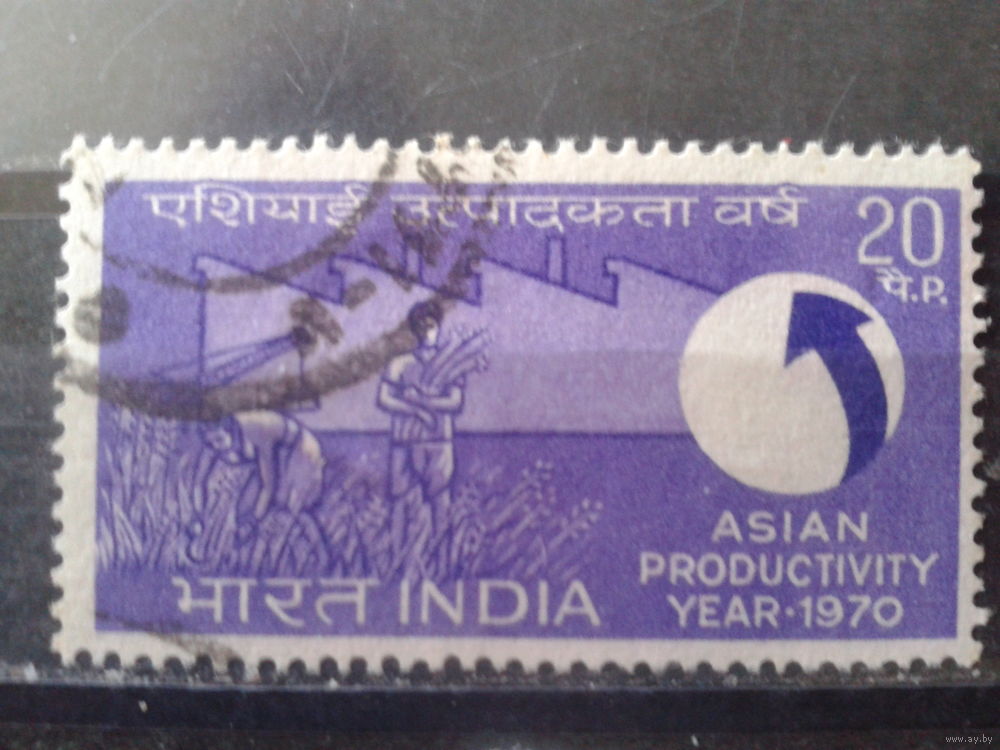 एशियाई उत्पादकता वर्ष
20
पै.P.
ASIAN
PRODUCTIVITY
YEAR·1970
भारत INDIA
www.ay.by